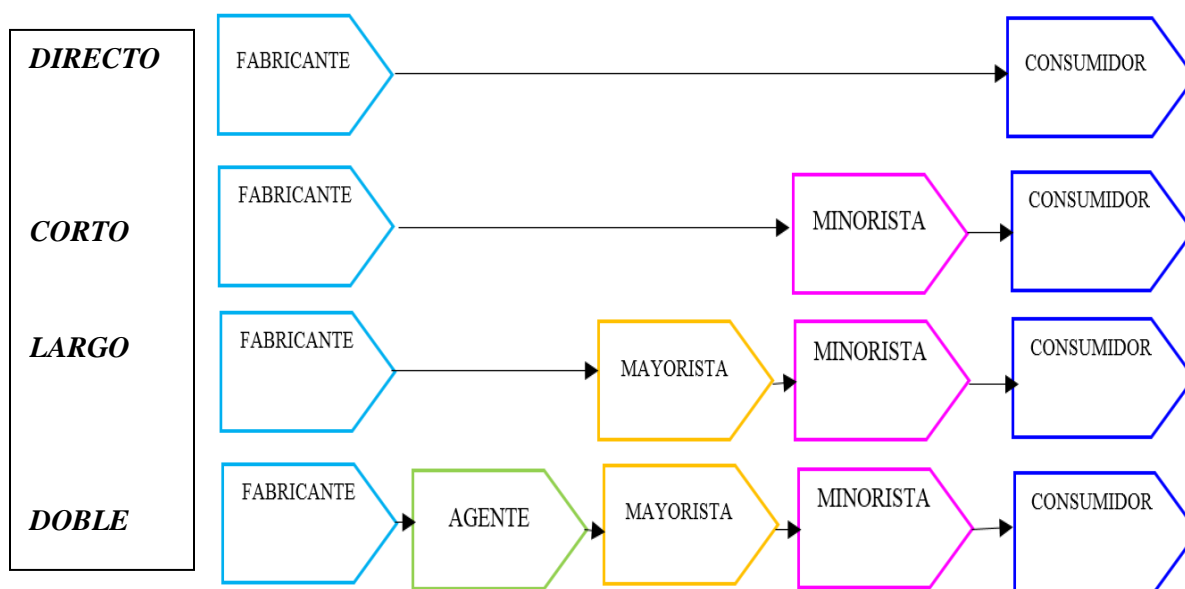 DIRECTO
FABRICANTE
CONSUMIDOR
CORTO
FABRICANTE
MINORISTA
CONSUMIDOR
LARGO
FABRICANTE
MAYORISTA
MINORISTA
CONSUMIDOR
DOBLE
FABRICANTE
AGENTE
MAYORISTA
MINORISTA
CONSUMIDOR